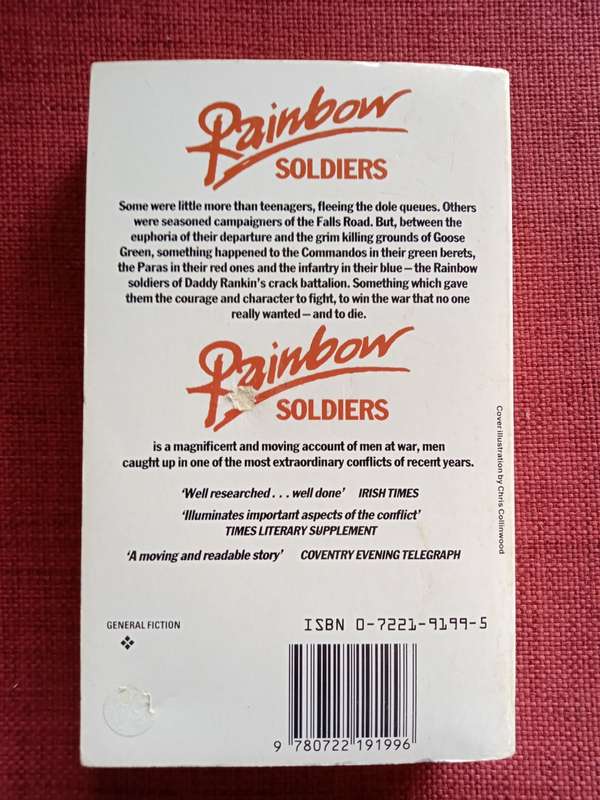 Rainbow
SOLDIERS
Some were little more than teenagers, fleeing the dole queues. Others
were seasoned campaigners of the Falls Road. But, between the
euphoria of their departure and the grim killing grounds of Goose
Green, something happened to the Commandos in their green berets,
the Paras in their red ones and the infantry in their blue – the Rainbow
soldiers of Daddy Rankin's crack battalion. Something which gave
them the courage and character to fight, to win the war that no one
really wanted – and to die.
Rainbow
SOLDIERS
is a magnificent and moving account of men at war, men
caught up in one of the most extraordinary conflicts of recent years.
'Well researched . . . well done' IRISH TIMES
'Illuminates important aspects of the conflict'
TIMES LITERARY SUPPLEMENT
'A moving and readable story' COVENTRY EVENING TELEGRAPH
Cover illustration by Chris Collinwood
GENERAL FICTION
ISBN 0-7221-9199-5
9 780722 191996